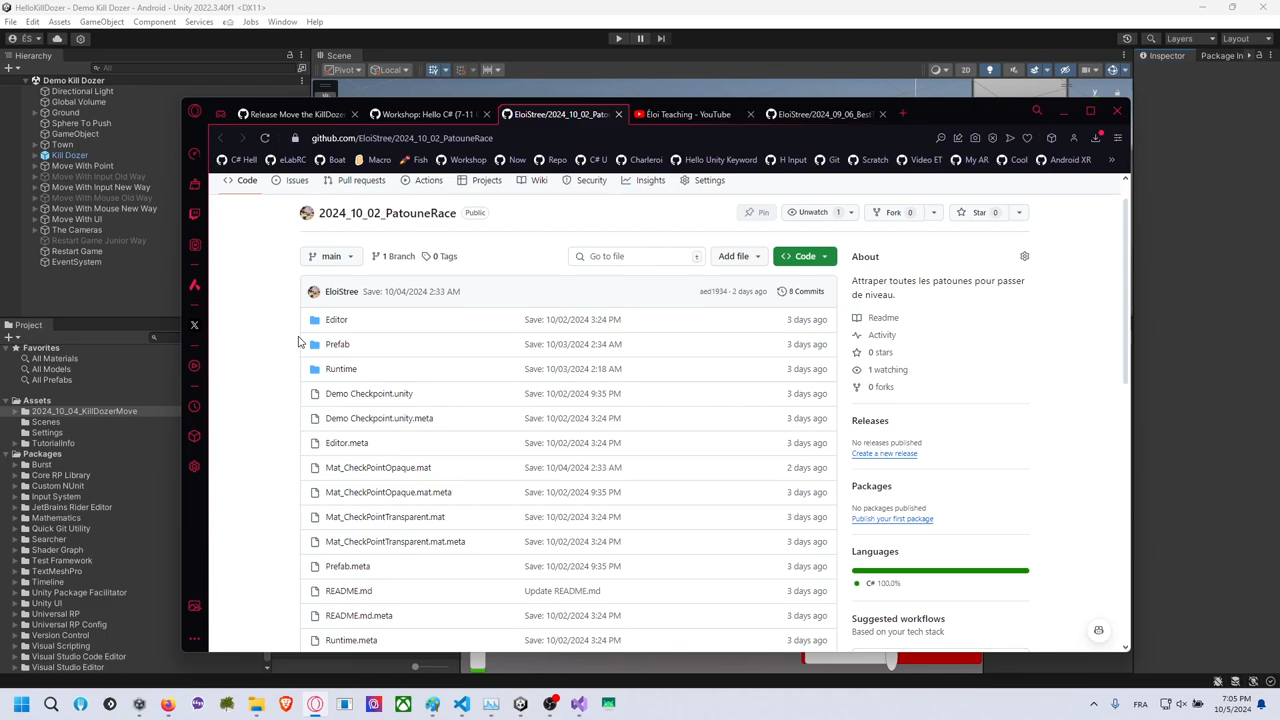 HelloKillDozer - Demo Kill Dozer - Android - Unity 2022.3.40f1 <DX11>
File Edit Assets GameObject Component Services Jobs Window Help
ÉS
Layers Layout
Hierarchy
Scene
Inspector Package In
All
Pivot Local 2D
Demo Kill Dozer
Directional Light
Global Volume
Ground
Sphere To Push
GameObject
Town
Kill Dozer
Move With Point
Move With Input Old Way
Move With Input New Way
Move With Mouse Old Way
Move With Mouse New Way
Move With UI
The Cameras
Restart Game Junior Way
Restart Game
EventSystem
Project
Favorites
All Materials
All Models
All Prefabs
Assets
2024_10_04_KillDozerMove
Scenes
Settings
TutorialInfo
Packages
Burst
Core RP Library
Custom NUnit
Input System
JetBrains Rider Editor
Mathematics
Quick Git Utility
Searcher
Shader Graph
Test Framework
TextMeshPro
Timeline
Unity Package Facilitator
Unity UI
Universal RP
Universal RP Config
Version Control
Visual Scripting
Visual Studio Code Editor
Visual Studio Editor
y
Release Move the KillDoze
Workshop: Hello C# (7-11
EloiStree/2024_10_02_Pato
Éloi Teaching - YouTube
EloiStree/2024_09_06_Best
github.com/EloiStree/2024_10_02_PatouneRace
C# Hell eLabRC Boat Macro Fish Workshop Now Repo C# U Charleroi Hello Unity Keyword HI Input Git Scratch Video ET My AR Cool Android XR »
Code Issues Pull requests Actions Projects Wiki Security Insights Settings
2024_10_02_PatouneRace Public
Pin Unwatch 1 Fork 0 Star 0
main 1 Branch 0 Tags Go to file t Add file Code
EloiStree Save: 10/04/2024 2:33 AM aed1934 · 2 days ago 8 Commits
Editor Save: 10/02/2024 3:24 PM 3 days ago
Prefab Save: 10/03/2024 2:34 AM 3 days ago
Runtime Save: 10/03/2024 2:18 AM 3 days ago
Demo Checkpoint.unity Save: 10/02/2024 9:35 PM 3 days ago
Demo Checkpoint.unity.meta Save: 10/02/2024 3:24 PM 3 days ago
Editor.meta Save: 10/02/2024 3:24 PM 3 days ago
Mat_CheckPointOpaque.mat Save: 10/04/2024 2:33 AM 2 days ago
Mat_CheckPointOpaque.mat.meta Save: 10/02/2024 9:35 PM 3 days ago
Mat_CheckPointTransparent.mat Save: 10/02/2024 3:24 PM 3 days ago
Mat_CheckPointTransparent.mat.meta Save: 10/02/2024 3:24 PM 3 days ago
Prefab.meta Save: 10/02/2024 3:24 PM 3 days ago
README.md Update README.md 3 days ago
README.md.meta Save: 10/02/2024 3:24 PM 3 days ago
Runtime.meta Save: 10/02/2024 3:24 PM 3 days ago
About
Attraper toutes les patounes pour passer
de niveau.
Readme
Activity
0 stars
1 watching
0 forks
Releases
No releases published
Create a new release
Packages
No packages published
Publish your first package
Languages
C# 100.0%
Suggested workflows
Based on your tech stack
FRA
7:05 PM
10/5/2024